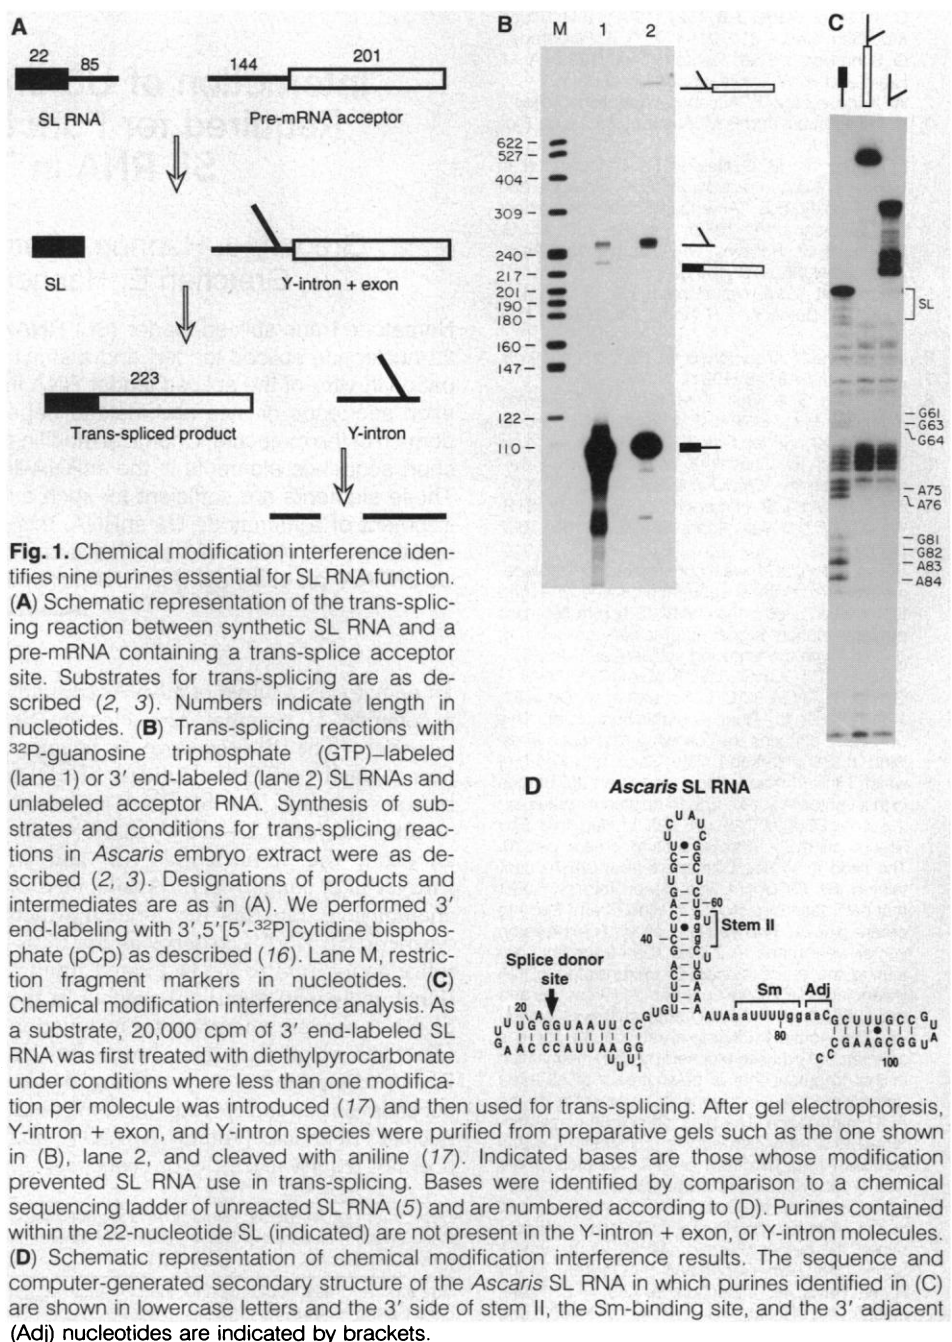 A
22
85
144
201
SL RNA
Pre-mRNA acceptor
SL
Y-intron + exon
223
Trans-spliced product
Y-intron
B
M 1 2
622
527
404
309
240
217
201
190
180
160
147
122
110
C
SL
G61
G63
G64
A75
A76
G81
G82
A83
A84
Fig. 1. Chemical modification interference iden-
tifies nine purines essential for SL RNA function.
(A) Schematic representation of the trans-splic-
ing reaction between synthetic SL RNA and a
pre-mRNA containing a trans-splice acceptor
site. Substrates for trans-splicing are as de-
scribed (2, 3). Numbers indicate length in
nucleotides. (B) Trans-splicing reactions with
32P-guanosine triphosphate (GTP)–labeled
(lane 1) or 3′ end-labeled (lane 2) SL RNAs and
unlabeled acceptor RNA. Synthesis of sub-
strates and conditions for trans-splicing reac-
tions in Ascaris embryo extract were as de-
scribed (2, 3). Designations of products and
intermediates are as in (A). We performed 3′
end-labeling with 3′,5′[5′-32P]cytidine bisphos-
phate (pCp) as described (16). Lane M, restric-
tion fragment markers in nucleotides. (C)
Chemical modification interference analysis. As
a substrate, 20,000 cpm of 3′ end-labeled SL
RNA was first treated with diethylpyrocarbonate
under conditions where less than one modifica-
tion per molecule was introduced (17) and then used for trans-splicing. After gel electrophoresis,
Y-intron + exon, and Y-intron species were purified from preparative gels such as the one shown
in (B), lane 2, and cleaved with aniline (17). Indicated bases are those whose modification
prevented SL RNA use in trans-splicing. Bases were identified by comparison to a chemical
sequencing ladder of unreacted SL RNA (5) and are numbered according to (D). Purines contained
within the 22-nucleotide SL (indicated) are not present in the Y-intron + exon, or Y-intron molecules.
(D) Schematic representation of chemical modification interference results. The sequence and
computer-generated secondary structure of the Ascaris SL RNA in which purines identified in (C)
are shown in lowercase letters and the 3′ side of stem II, the Sm-binding site, and the 3′ adjacent
(Adj) nucleotides are indicated by brackets.
D
Ascaris SL RNA
60
Stem II
40
Splice donor
site
20
Sm
Adj
AUAaaUUUUggaaC
80
100
1